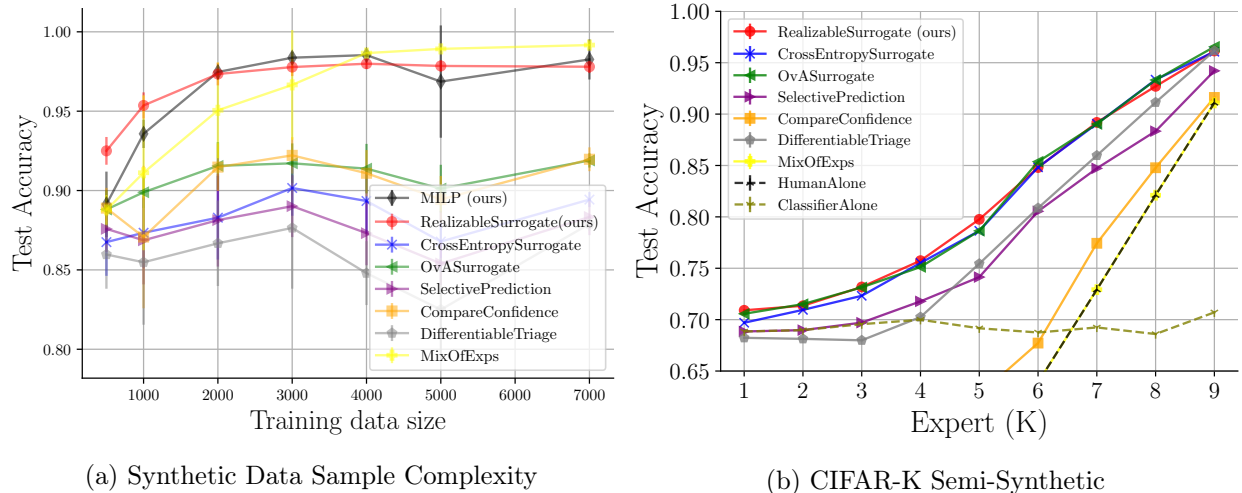 1.00
0.95
0.90
0.85
0.80
Test Accuracy
MILP (ours)
RealizableSurrogate(ours)
CrossEntropySurrogate
OvASurrogate
SelectivePrediction
CompareConfidence
DifferentiableTriage
MixOfExps
1000 2000 3000 4000 5000 6000 7000
Training data size
(a) Synthetic Data Sample Complexity
1.00
0.95
0.90
0.85
0.80
0.75
0.70
0.65
Test Accuracy
RealizableSurrogate (ours)
CrossEntropySurrogate
OvASurrogate
SelectivePrediction
CompareConfidence
DifferentiableTriage
MixOfExps
HumanAlone
ClassifierAlone
1 2 3 4 5 6 7 8 9
Expert (K)
(b) CIFAR-K Semi-Synthetic